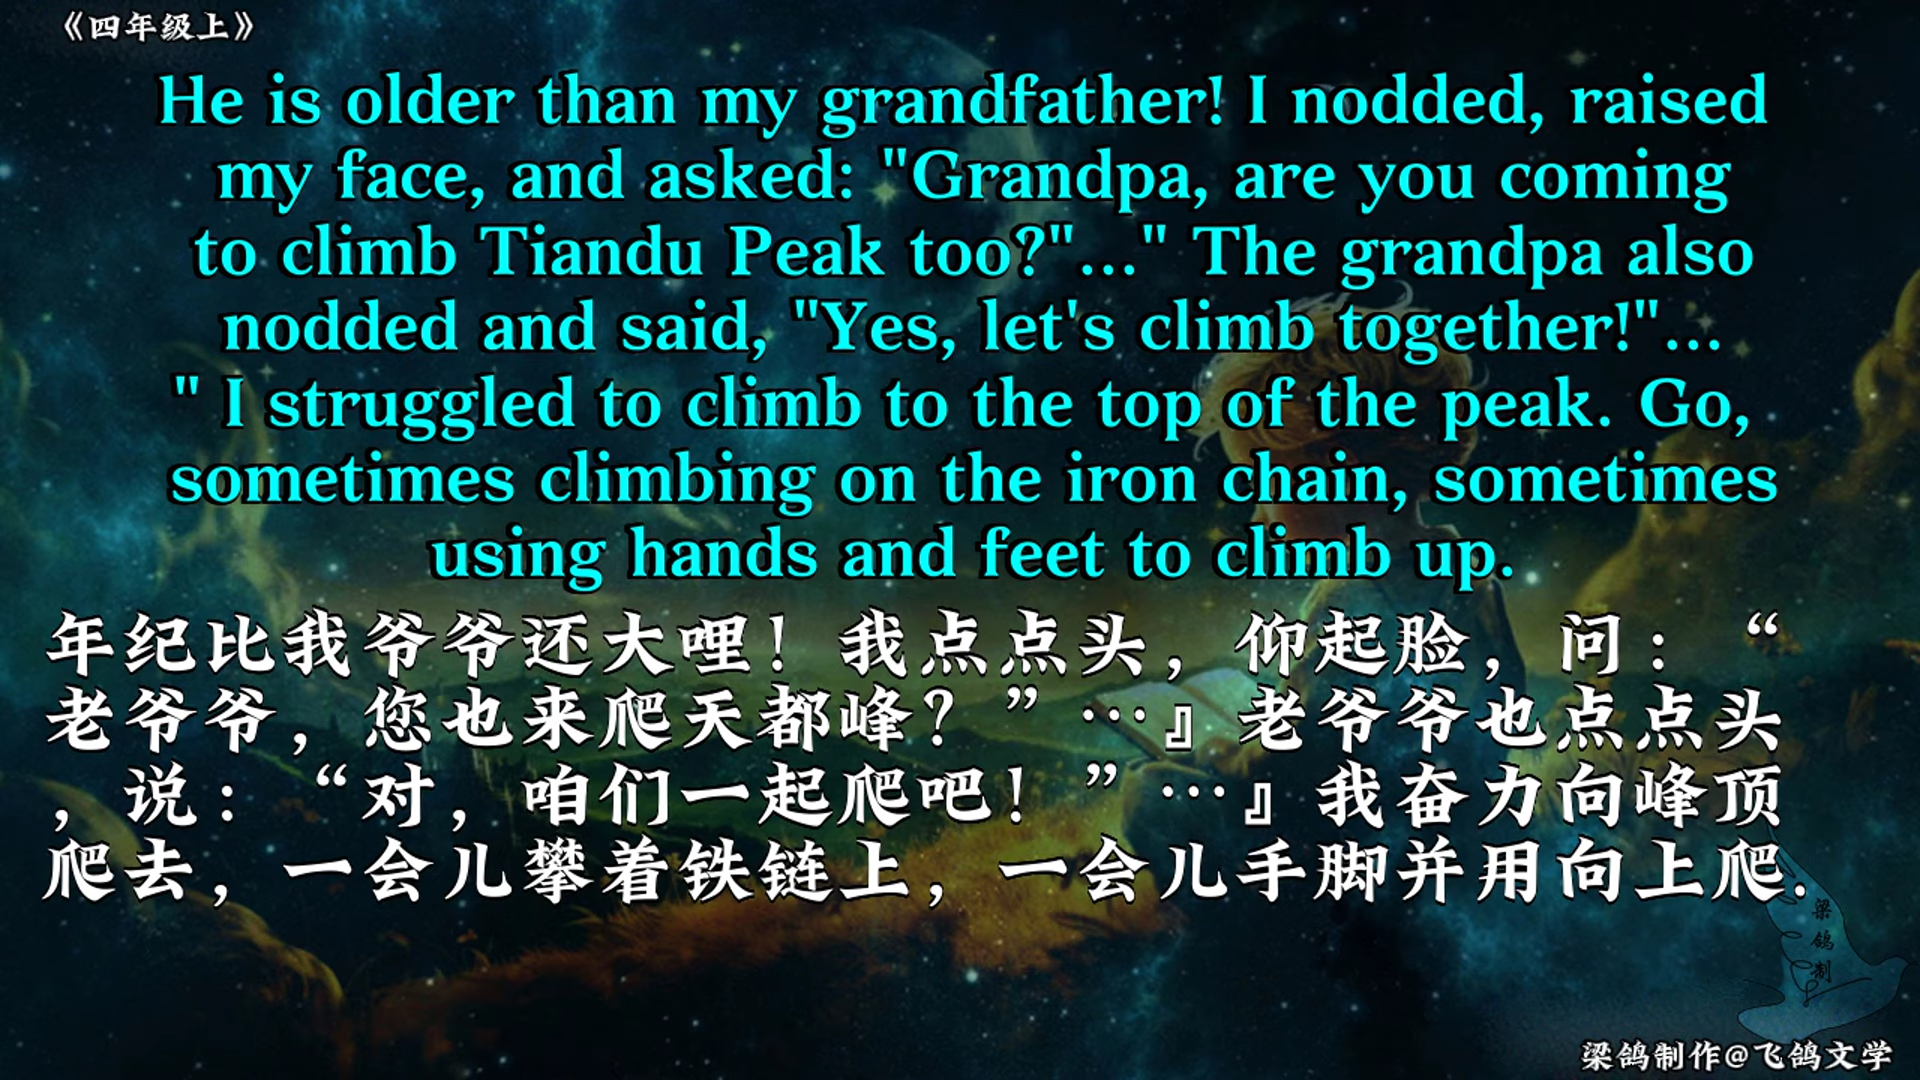 《四年级上》
He is older than my grandfather! I nodded, raised
my face, and asked: "Grandpa, are you coming
to climb Tiandu Peak too?"..." The grandpa also
nodded and said, "Yes, let's climb together!"...
" I struggled to climb to the top of the peak. Go,
sometimes climbing on the iron chain, sometimes
using hands and feet to climb up.
年纪比我爷爷还大哩！我点点头，仰起脸，问：“
老爷爷，您也来爬天都峰？”…』老爷爷也点点头
，说：“对，咱们一起爬吧！”…』我奋力向峰顶
爬去，一会儿攀着铁链上，一会儿手脚并用向上爬.
梁
鸽
制
梁鸽制作@飞鸽文学